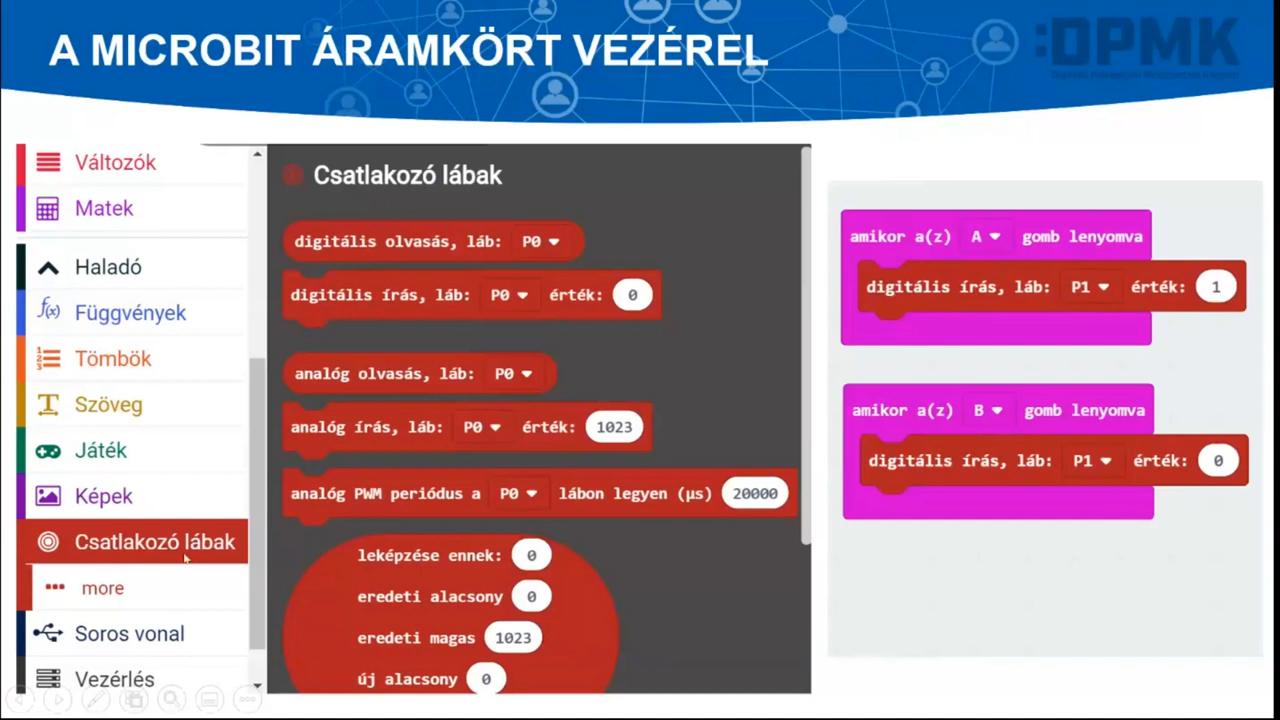 A MICROBIT ÁRAMKÖRT VEZÉREL
:DPMK
Változók
Matek
Haladó
f(x) Függvények
Tömbök
Szöveg
Játék
Képek
Csatlakozó lábak
more
Soros vonal
Vezérlés
Csatlakozó lábak
digitális olvasás, láb: P0
digitális írás, láb: P0 érték: 0
analóg olvasás, láb: P0
analóg írás, láb: P0 érték: 1023
analóg PWM periódus a P0 lábon legyen (µs) 20000
leképzése ennek: 0
eredeti alacsony 0
eredeti magas 1023
új alacsony 0
amikor a(z) A gomb lenyomva
digitális írás, láb: P1 érték: 1
amikor a(z) B gomb lenyomva
digitális írás, láb: P1 érték: 0